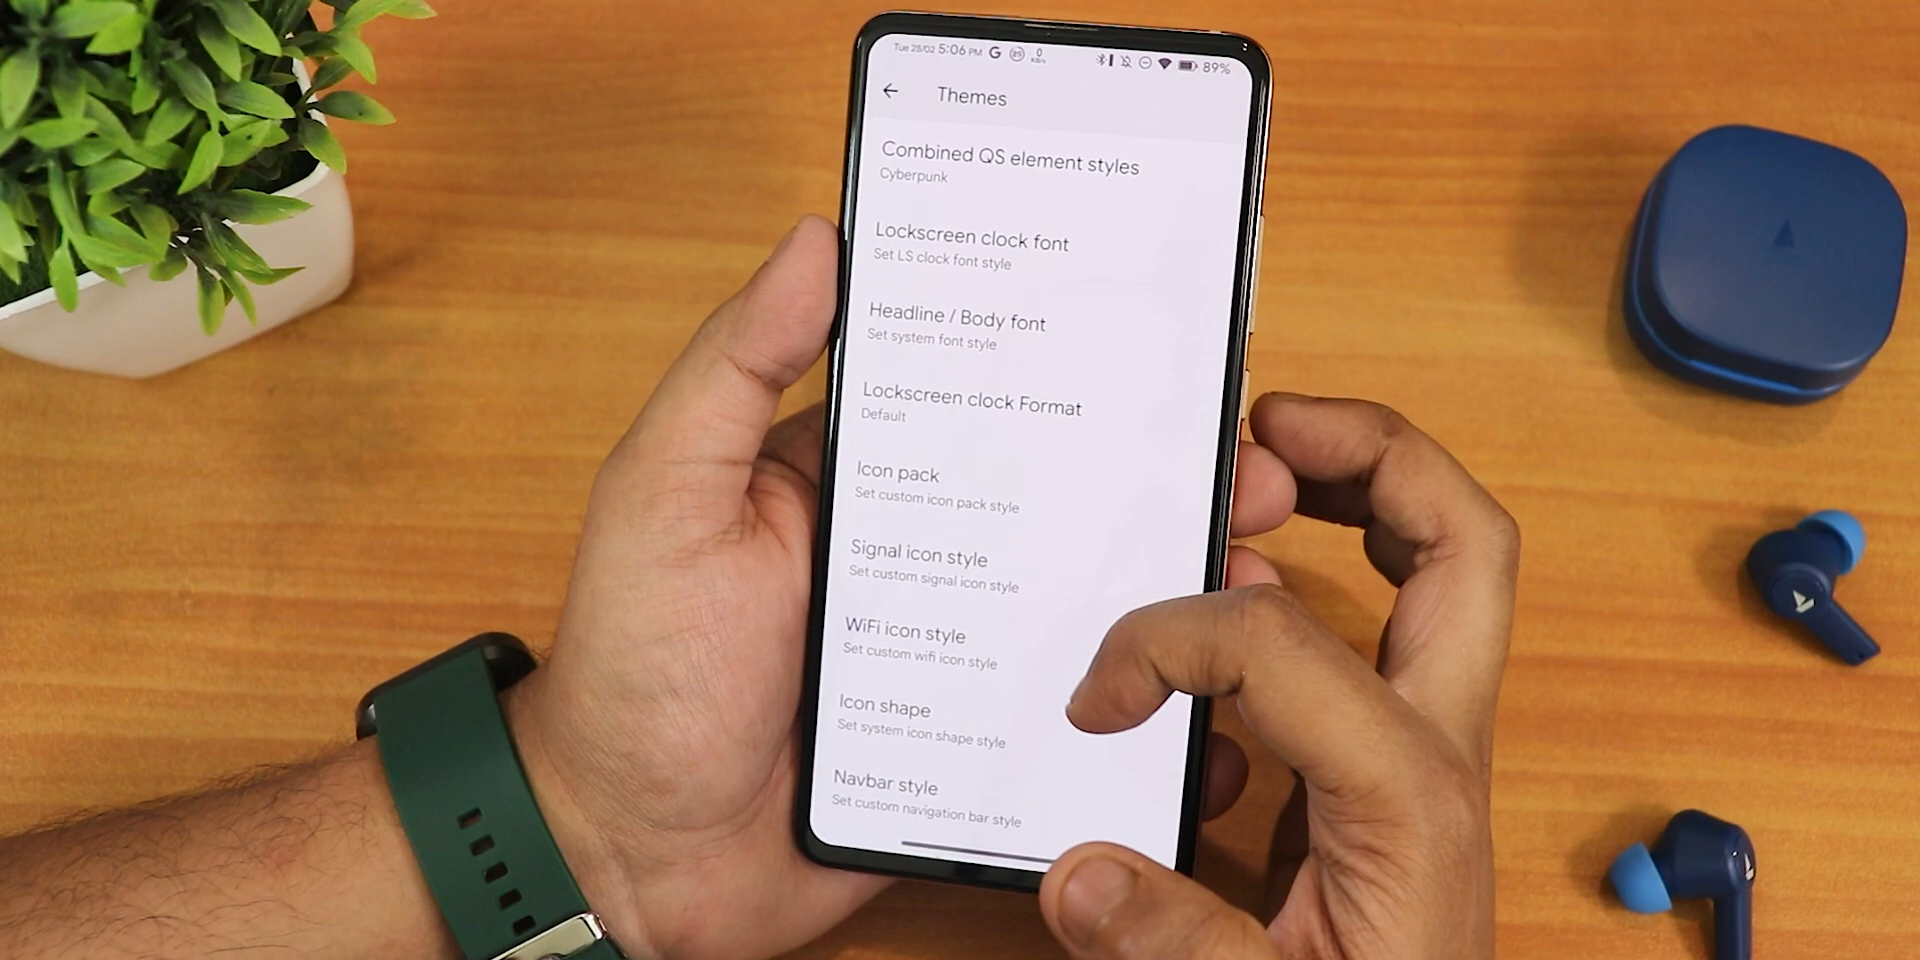 Tue 28/02 5:06 PM G 89 0 KB/s 89%
Themes
Combined QS element styles
Cyberpunk
Lockscreen clock font
Set LS clock font style
Headline / Body font
Set system font style
Lockscreen clock Format
Default
Icon pack
Set custom icon pack style
Signal icon style
Set custom signal icon style
WiFi icon style
Set custom wifi icon style
Icon shape
Set system icon shape style
Navbar style
Set custom navigation bar style